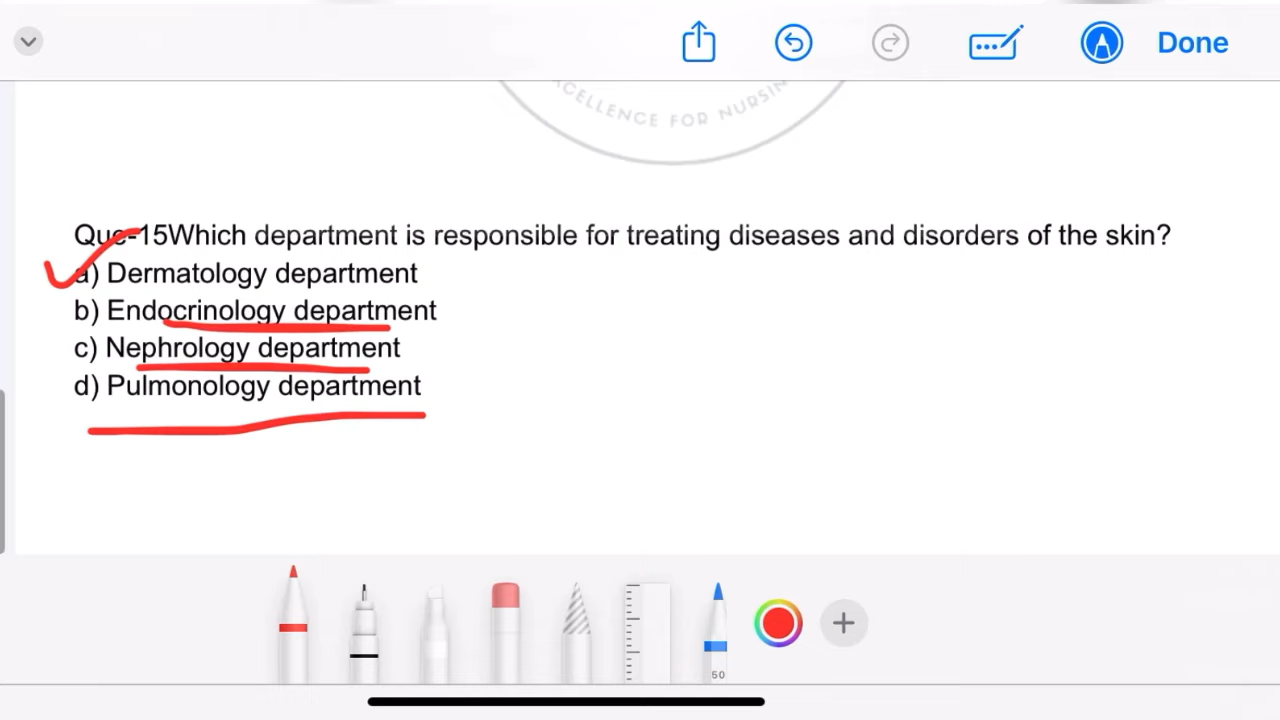 Done
CELLENCE FOR NURSIN
Que-15Which department is responsible for treating diseases and disorders of the skin?
a) Dermatology department
b) Endocrinology department
c) Nephrology department
d) Pulmonology department
50